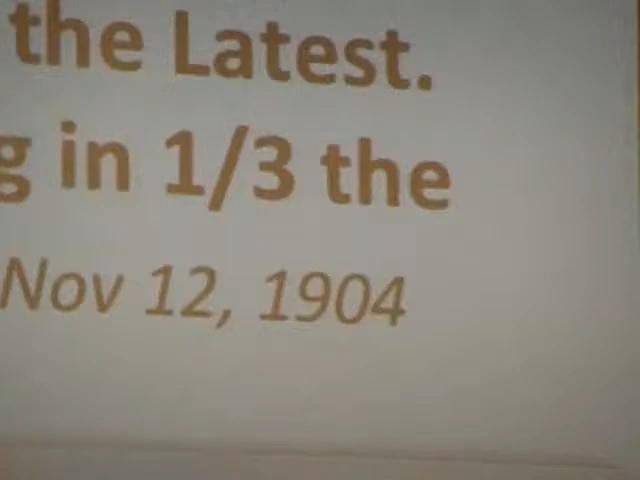 the Latest.
g in 1/3 the
Nov 12, 1904